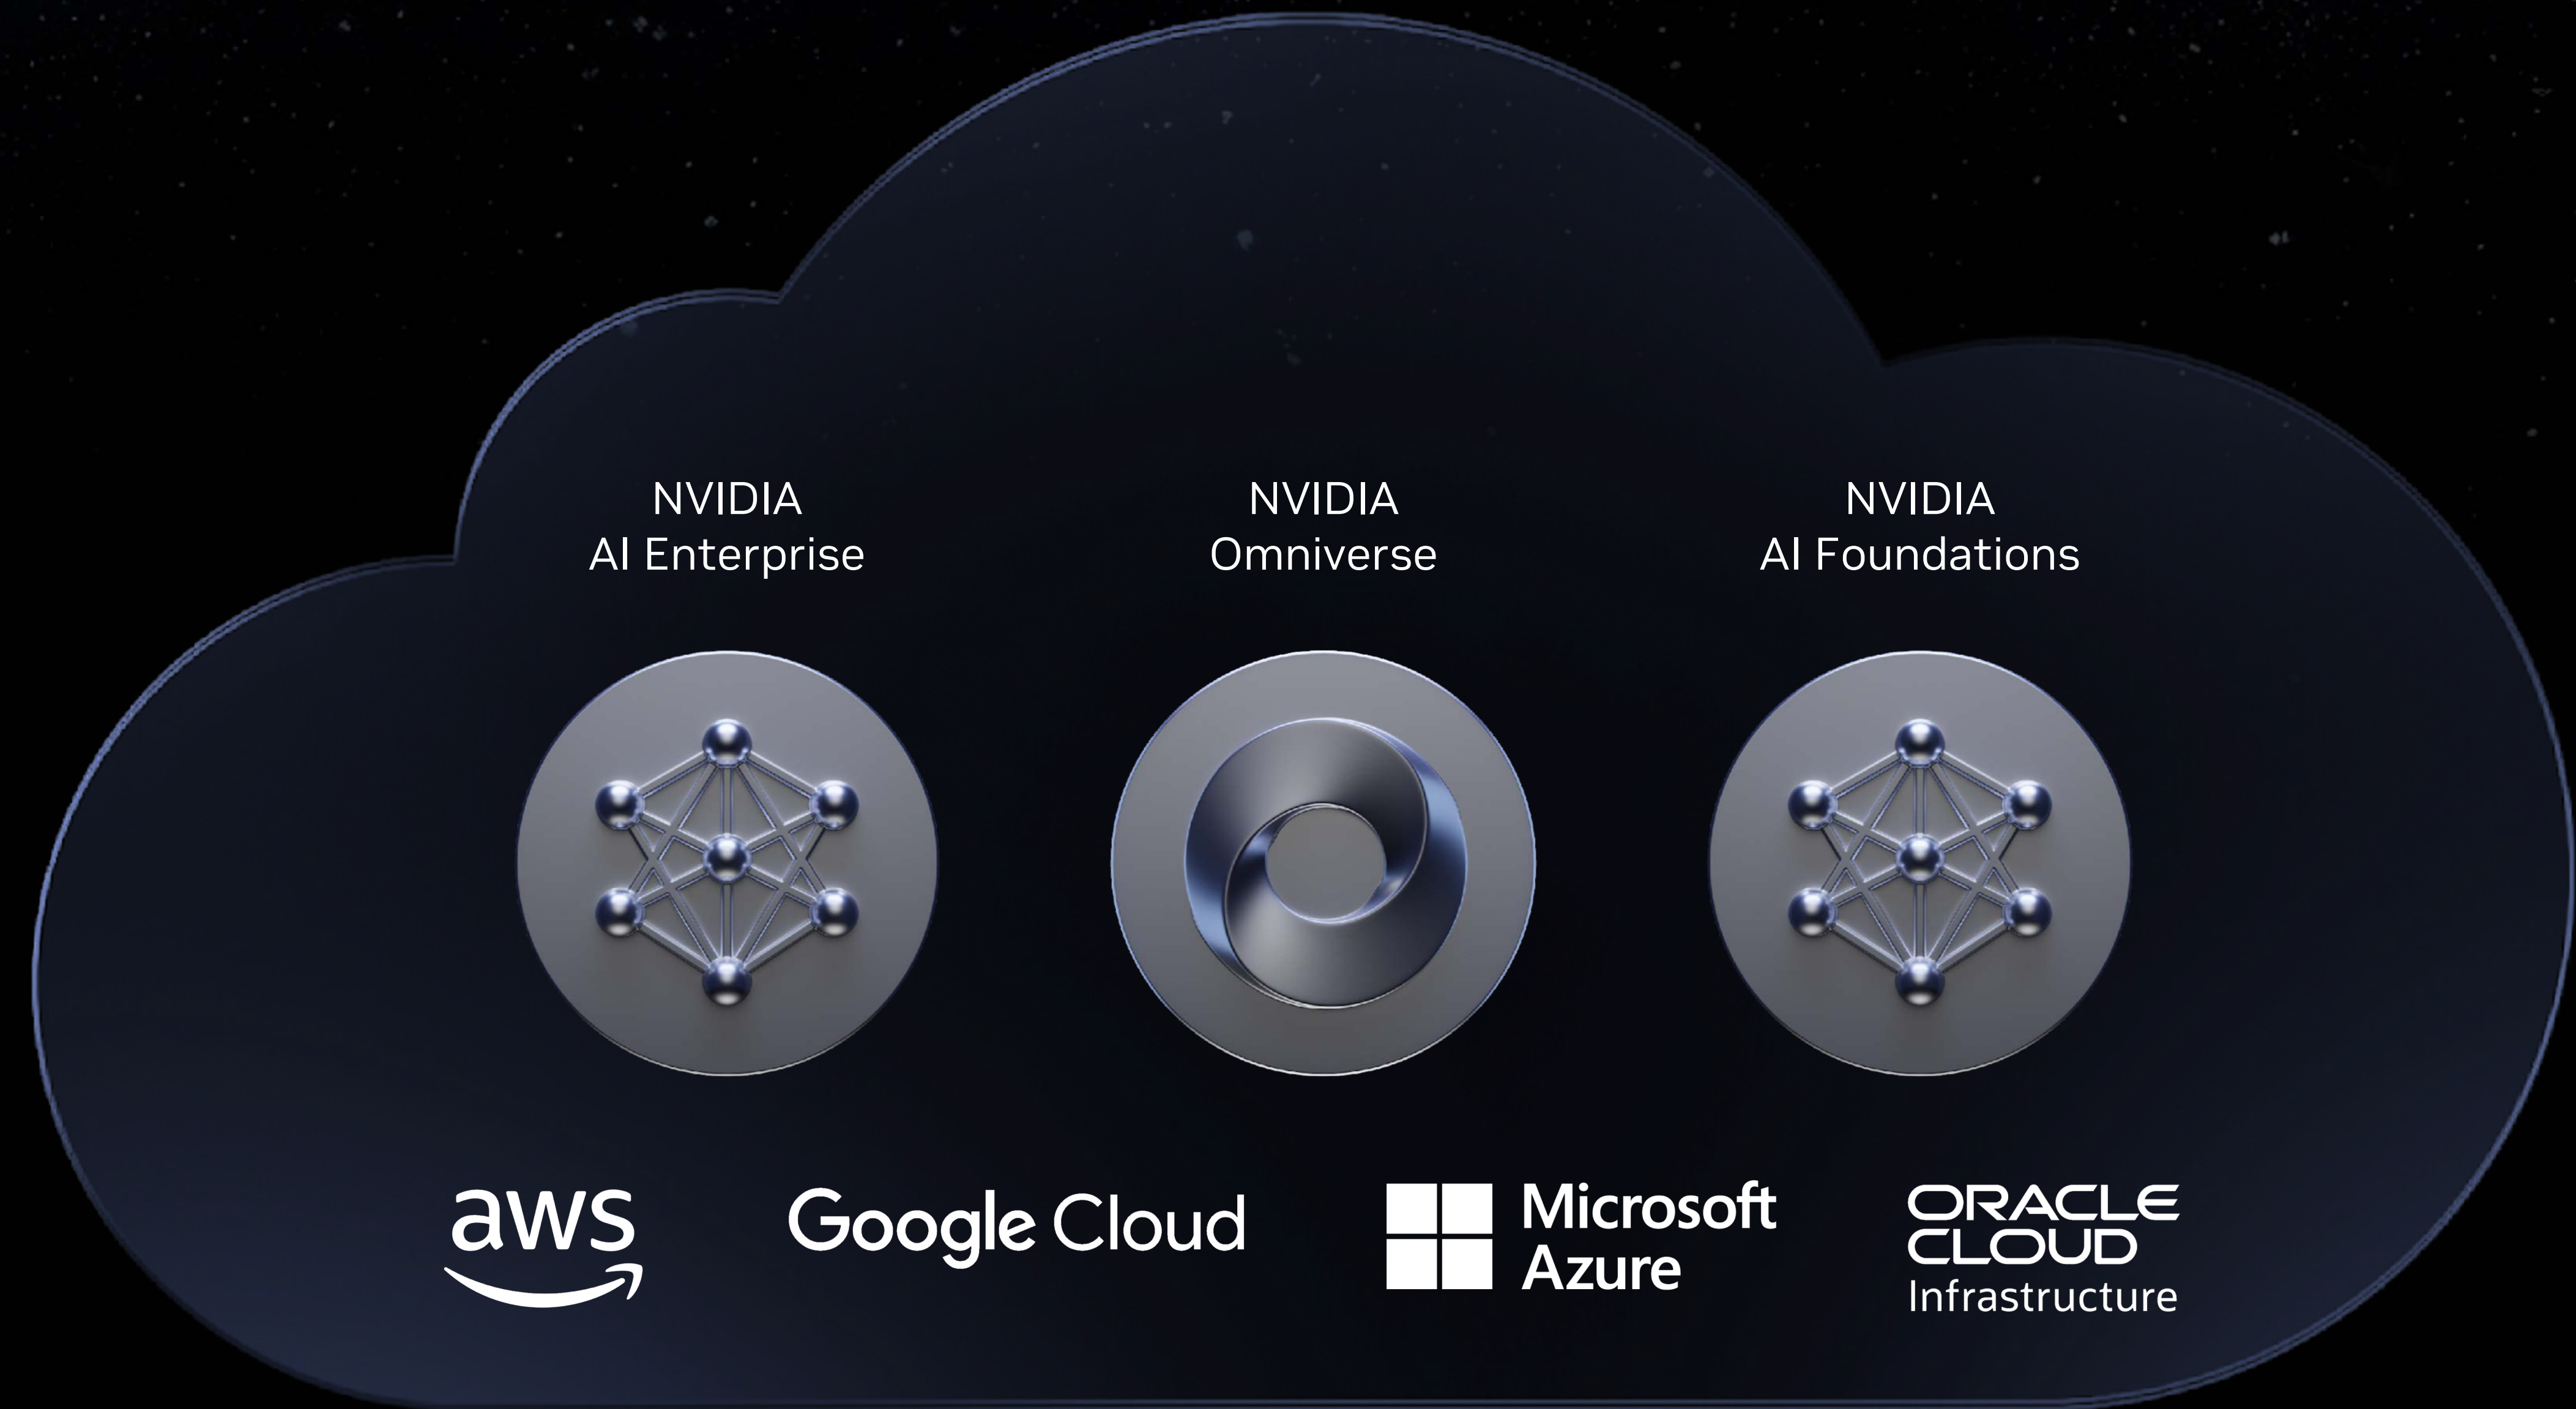 NVIDIA
AI Enterprise
NVIDIA
Omniverse
NVIDIA
AI Foundations
aws
Google Cloud
Microsoft
Azure
ORACLE
CLOUD
Infrastructure